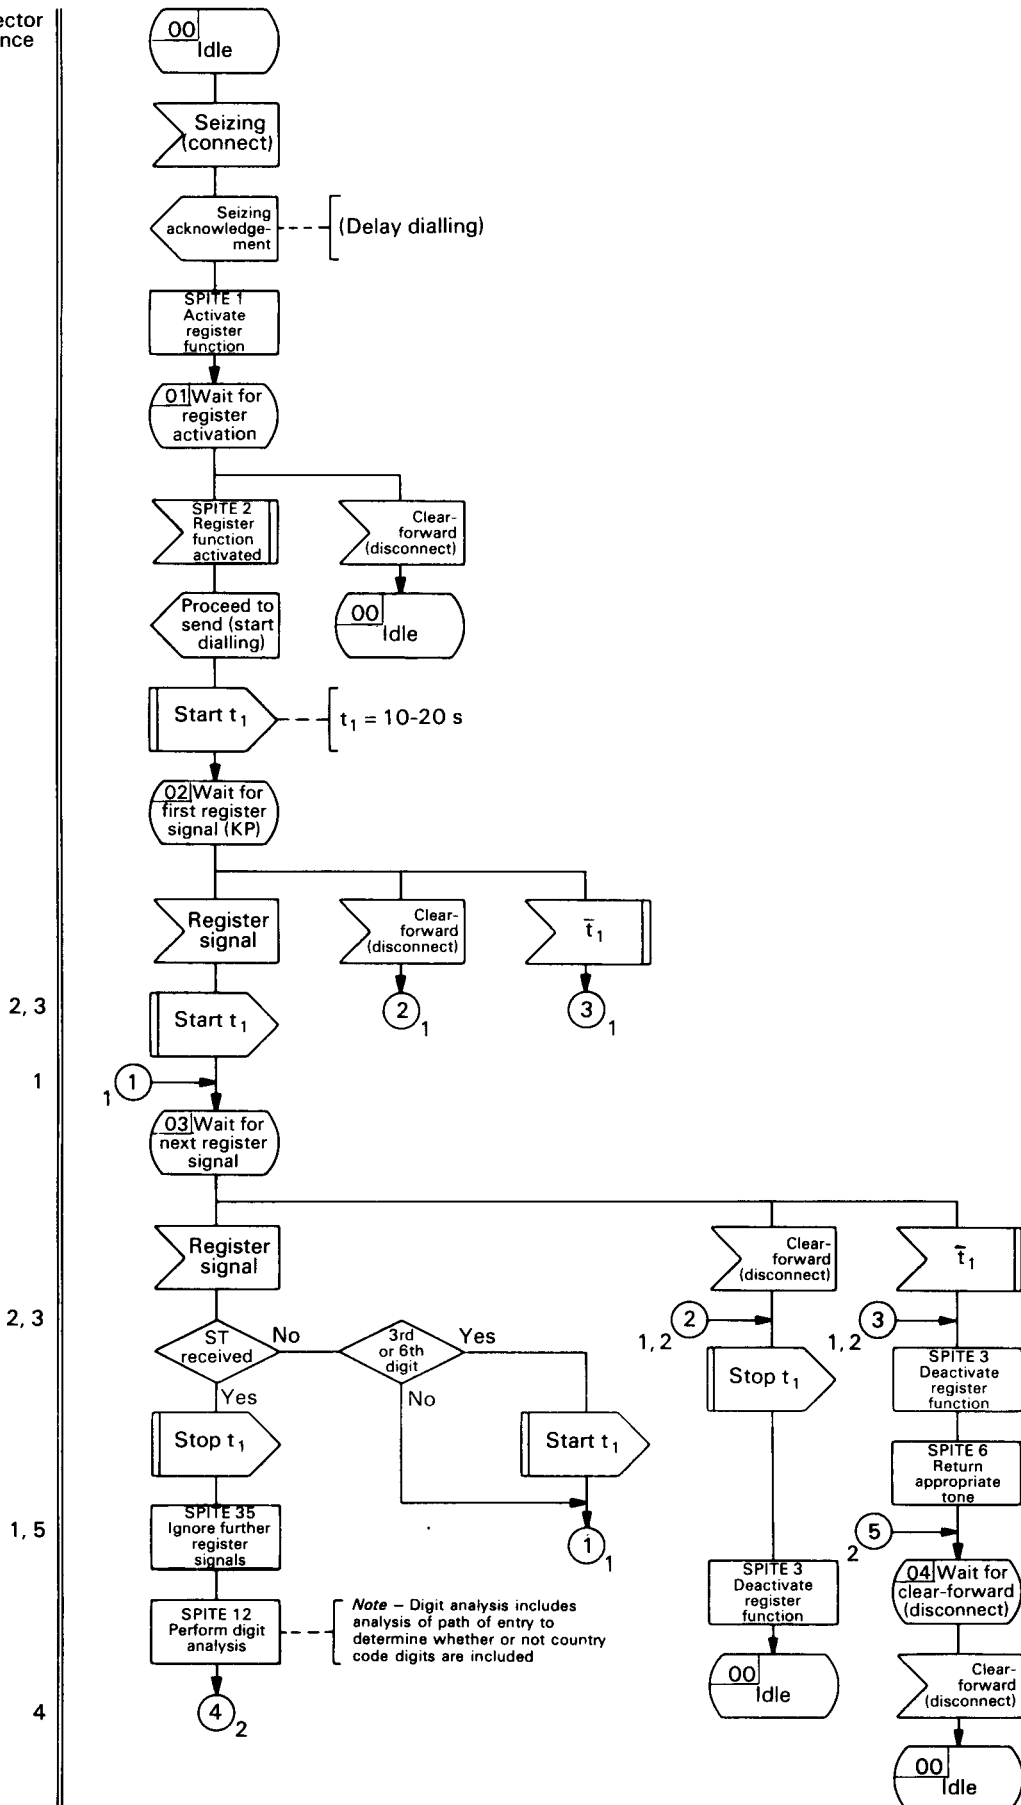 ector
nce
00
Idle
Seizing
(connect)
Seizing
acknowledge-
ment
(Delay dialling)
SPITE 1
Activate
register
function
01 Wait for
register
activation
SPITE 2
Register
function
activated
Clear-
forward
(disconnect)
Proceed to
send (start
dialling)
00
Idle
Start t1
t1 = 10-20 s
02 Wait for
first register
signal (KP)
Register
signal
Clear-
forward
(disconnect)
t̄1
2, 3
Start t1
2 1
3 1
1
1 1
03 Wait for
next register
signal
Register
signal
Clear-
forward
(disconnect)
t̄1
2, 3
1, 2 2
1, 2 3
ST
received
No
3rd
or 6th
digit
Yes
Yes
No
Stop t1
SPITE 3
Deactivate
register
function
Stop t1
Start t1
SPITE 6
Return
appropriate
tone
1, 5
SPITE 35
Ignore further
register
signals
1 1
2 5
SPITE 3
Deactivate
register
function
04 Wait for
clear-forward
(disconnect)
SPITE 12
Perform digit
analysis
Note – Digit analysis includes
analysis of path of entry to
determine whether or not country
code digits are included
00
Idle
Clear-
forward
(disconnect)
4
4 2
00
Idle